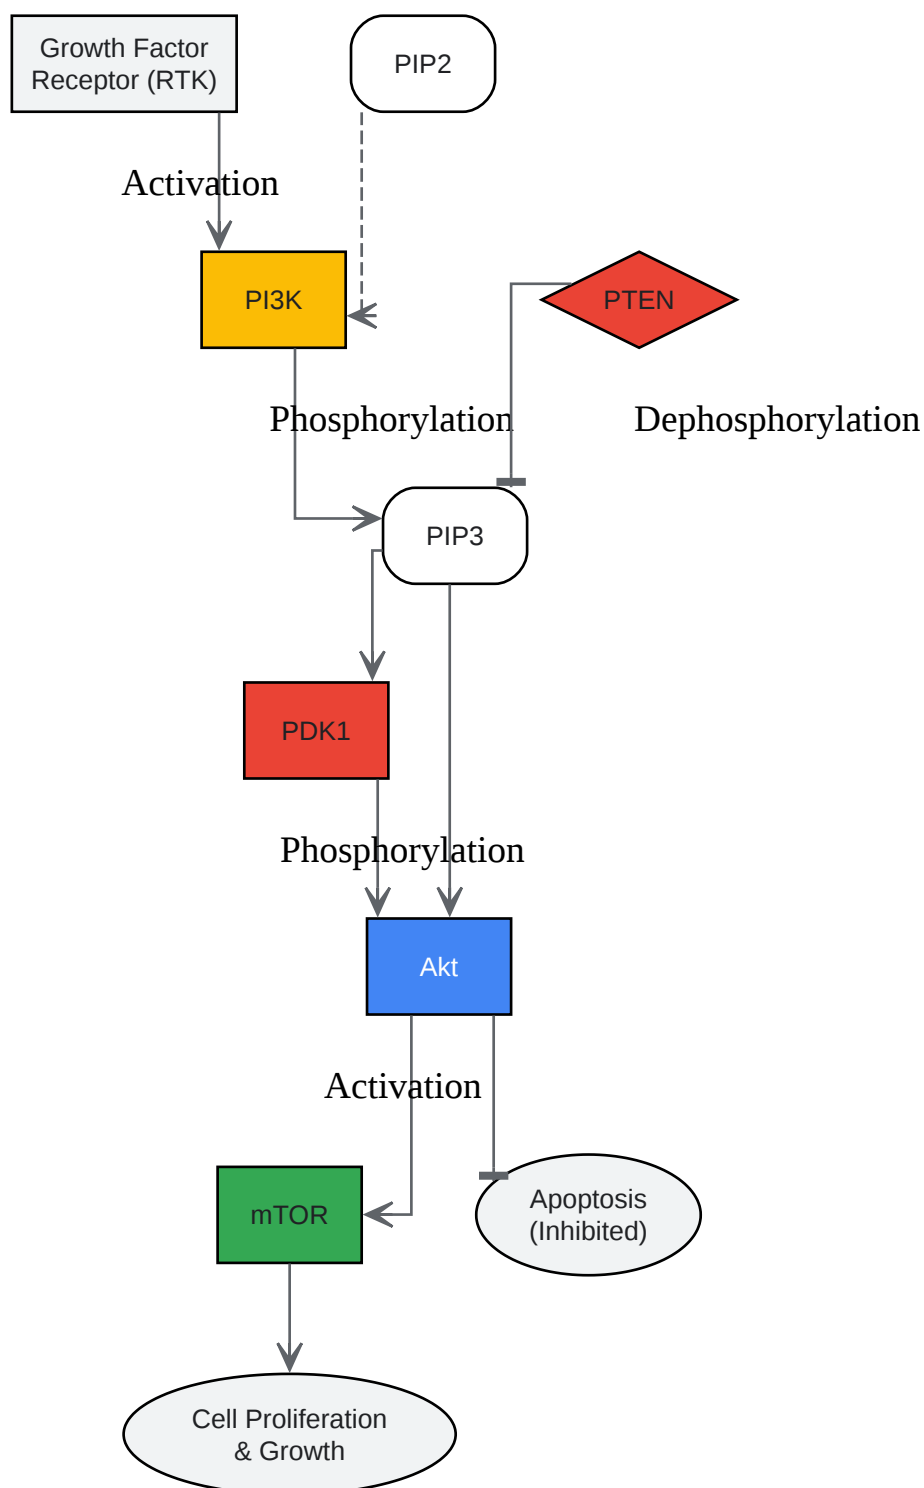 Growth Factor
Receptor (RTK)
PIP2
Activation
PI3K
PTEN
Phosphorylation
Dephosphorylation
PIP3
PDK1
Phosphorylation
Akt
Activation
mTOR
Apoptosis
(Inhibited)
Cell Proliferation
& Growth